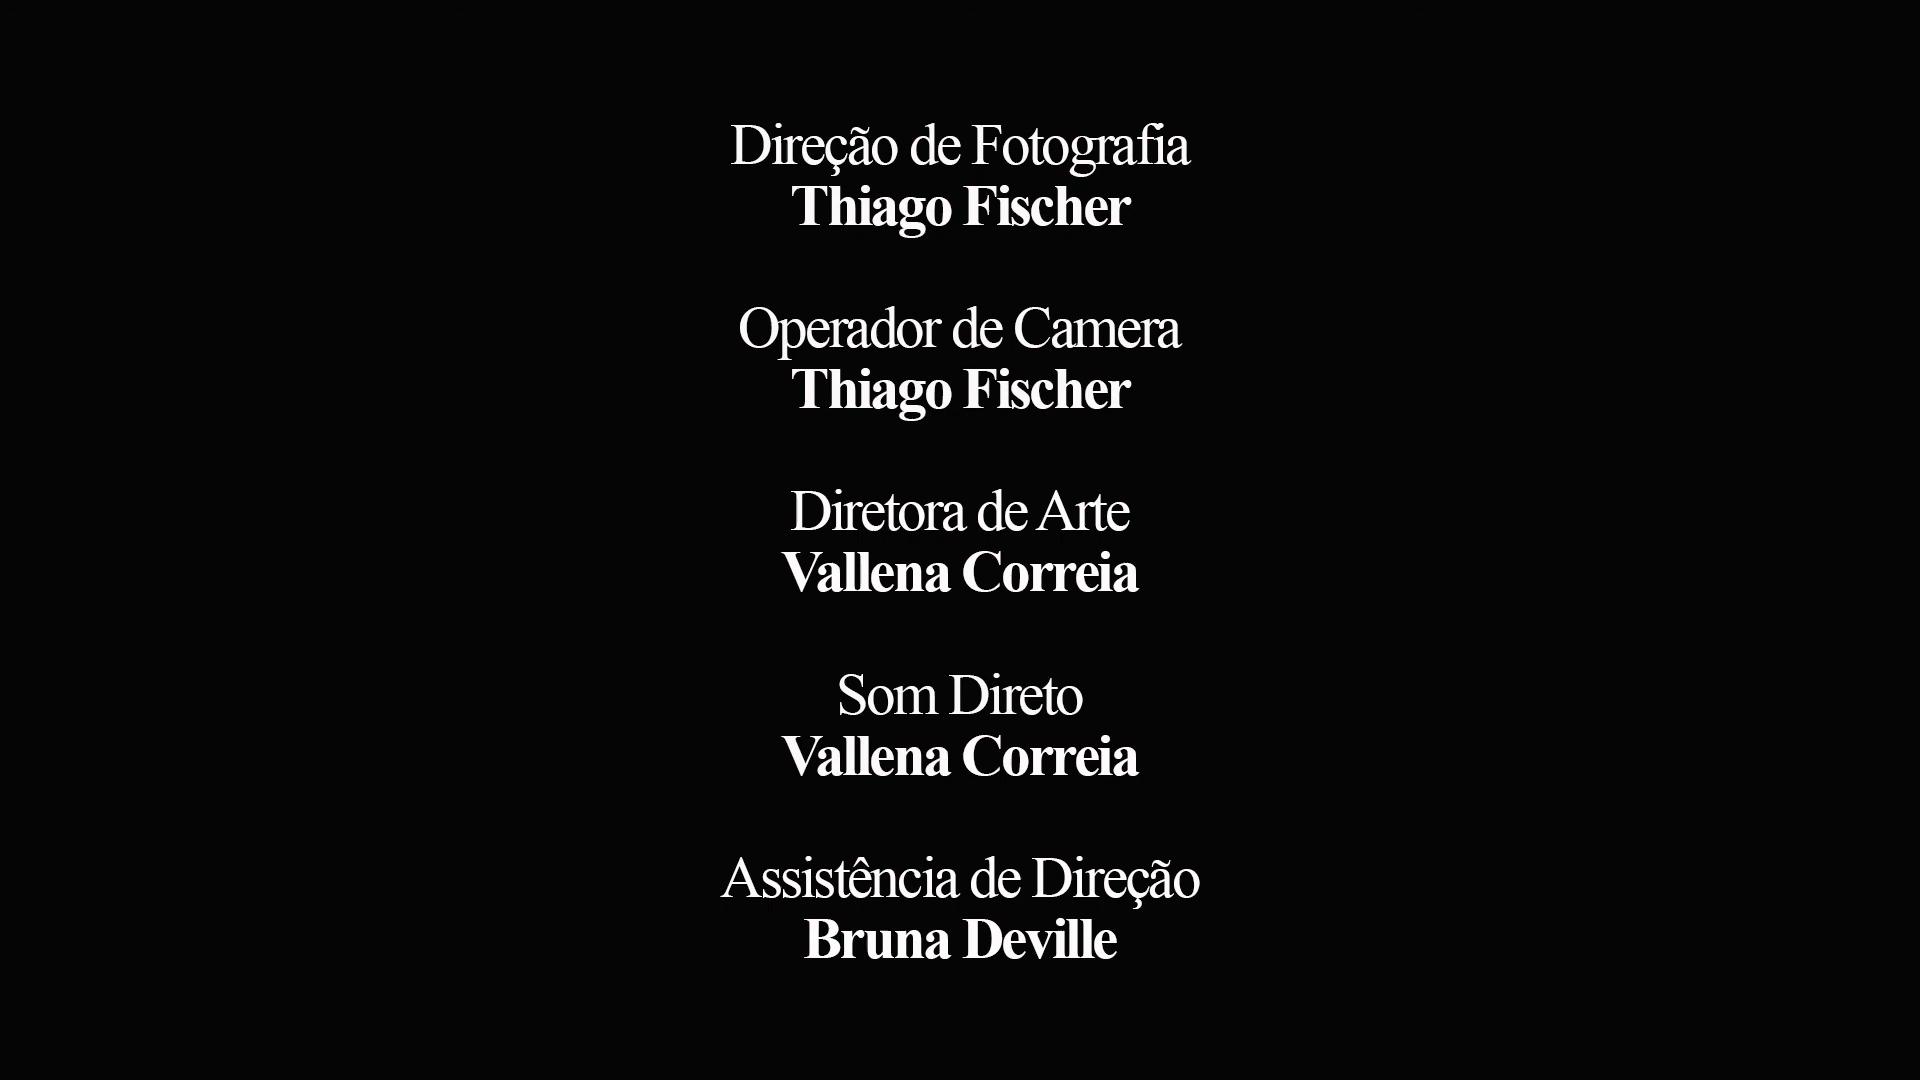 Direção de Fotografia
Thiago Fischer
Operador de Camera
Thiago Fischer
Diretora de Arte
Vallena Correia
Som Direto
Vallena Correia
Assistência de Direção
Bruna Deville